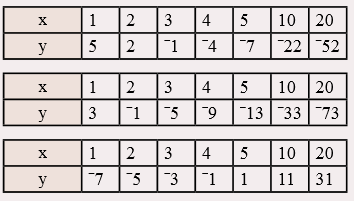 x 1 2 3 4 5 10 20
y 5 2 ⁻1 ⁻4 ⁻7 ⁻22 ⁻52
x 1 2 3 4 5 10 20
y 3 ⁻1 ⁻5 ⁻9 ⁻13 ⁻33 ⁻73
x 1 2 3 4 5 10 20
y ⁻7 ⁻5 ⁻3 ⁻1 1 11 31